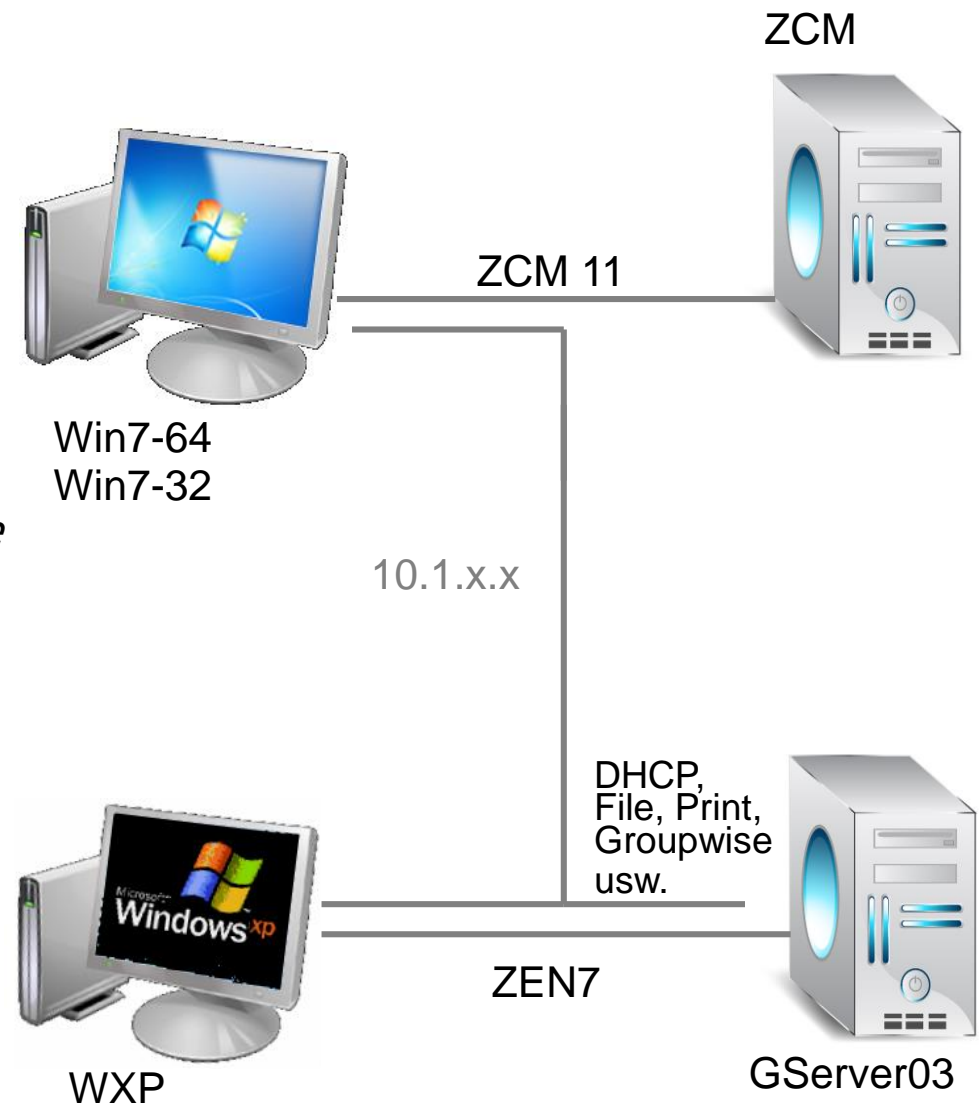 ZCM
ZCM 11
Win7-64
Win7-32
10.1.x.x
DHCP,
File, Print,
Groupwise
usw.
Microsoft
Windows xp
ZEN7
WXP
GServer03